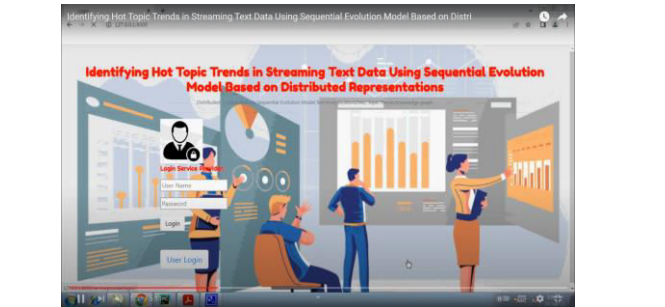 Identifying Hot Topic Trends in Streaming Text Data Using Sequential Evolution Model Based on Distri
Identifying Hot Topic Trends in Streaming Text Data Using Sequential Evolution
Model Based on Distributed Representations
Login Service Provider
User Name
Password
Login
User Login